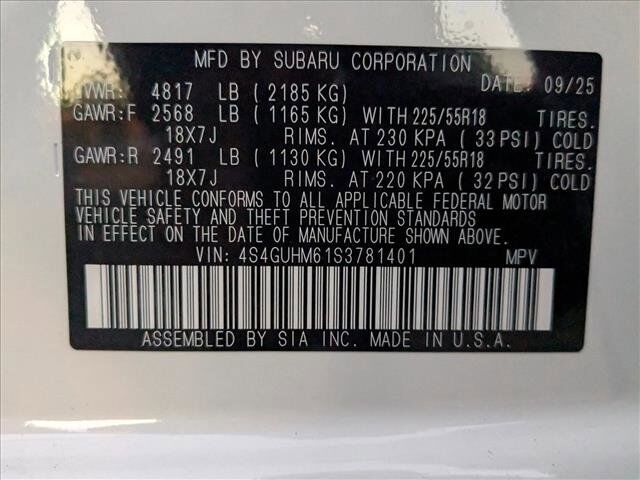 MFD BY SUBARU CORPORATION
DATE: 09/25
GVWR: 4817 LB (2185 KG)
GAWR:F 2568 LB (1165 KG) WITH 225/55R18 TIRES.
18X7J RIMS. AT 230 KPA (33 PSI) COLD
GAWR:R 2491 LB (1130 KG) WITH 225/55R18 TIRES.
18X7J RIMS. AT 220 KPA (32 PSI) COLD
THIS VEHICLE CONFORMS TO ALL APPLICABLE FEDERAL MOTOR
VEHICLE SAFETY AND THEFT PREVENTION STANDARDS
IN EFFECT ON THE DATE OF MANUFACTURE SHOWN ABOVE.
VIN: 4S4GUHM61S3781401 MPV
ASSEMBLED BY SIA INC. MADE IN U.S.A.